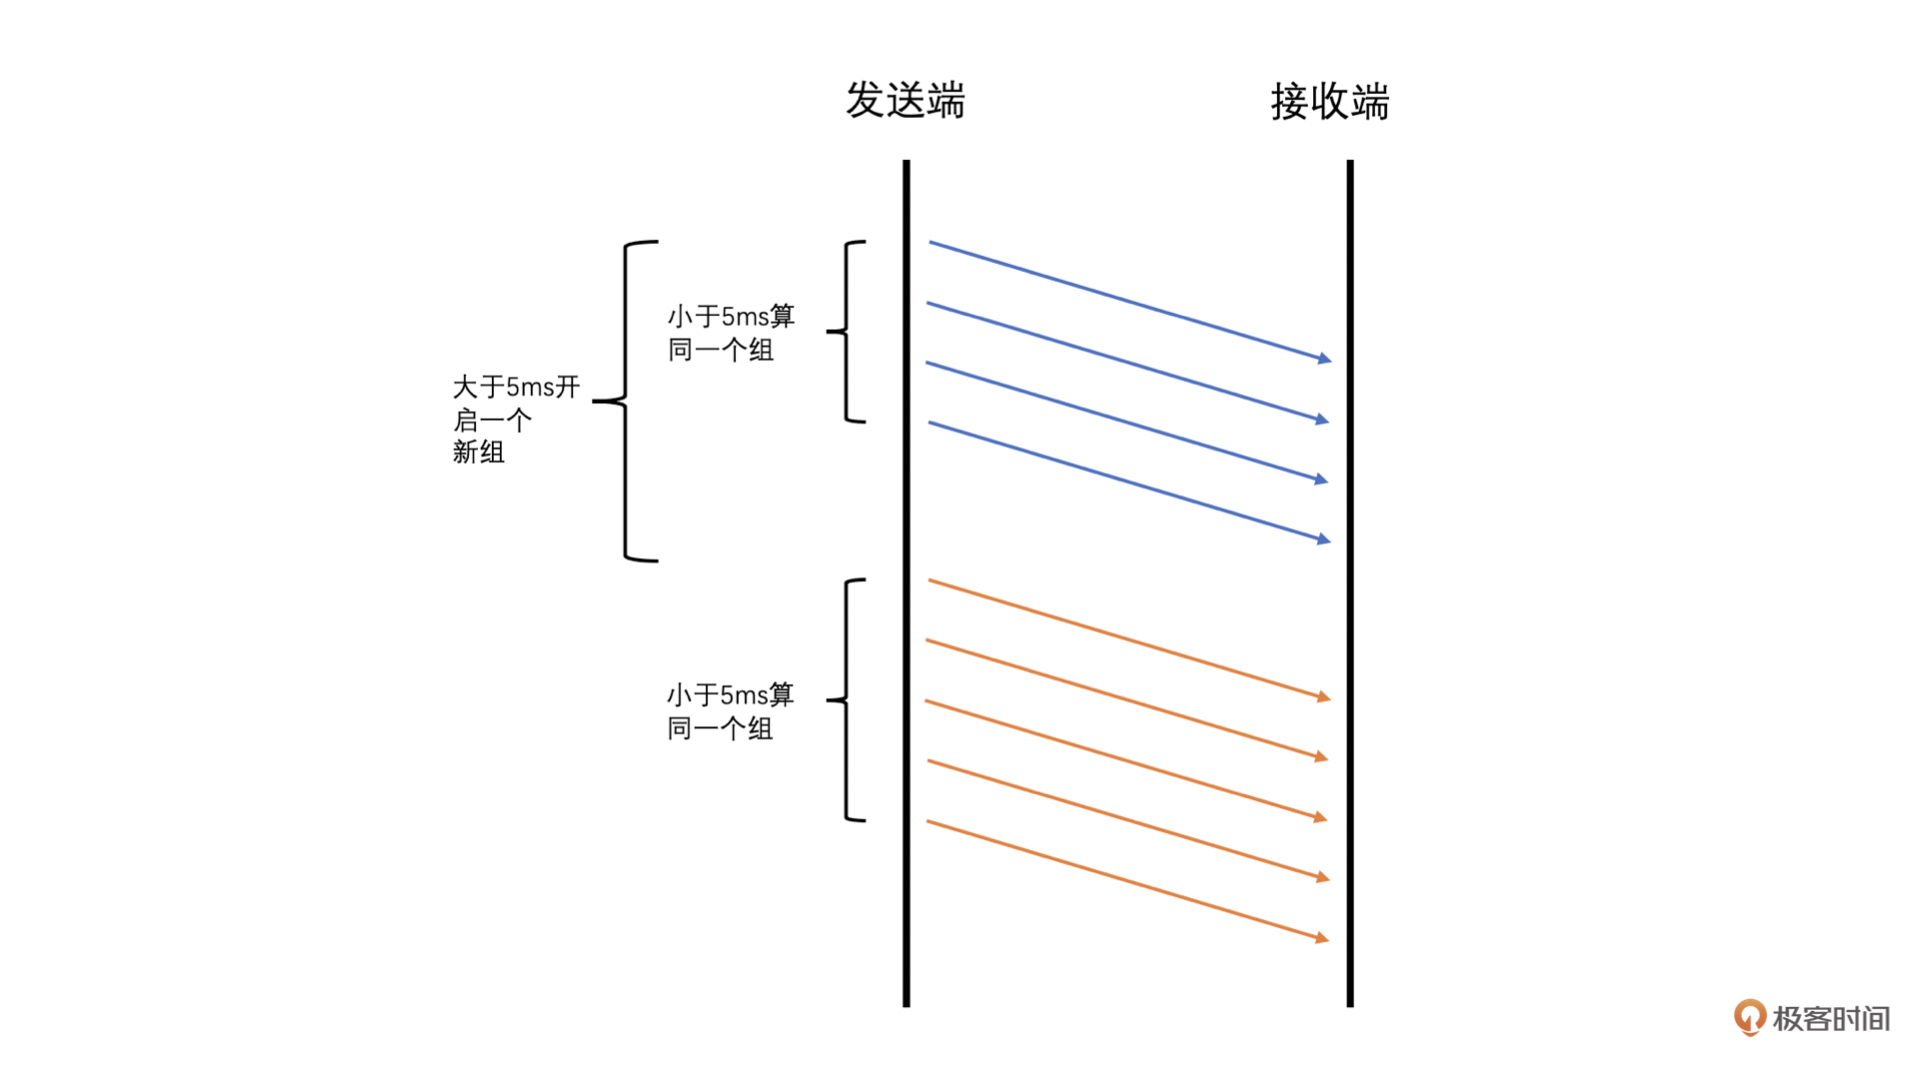 发送端
接收端
小于5ms算
同一个组
大于5ms开
启一个
新组
小于5ms算
同一个组
极客时间